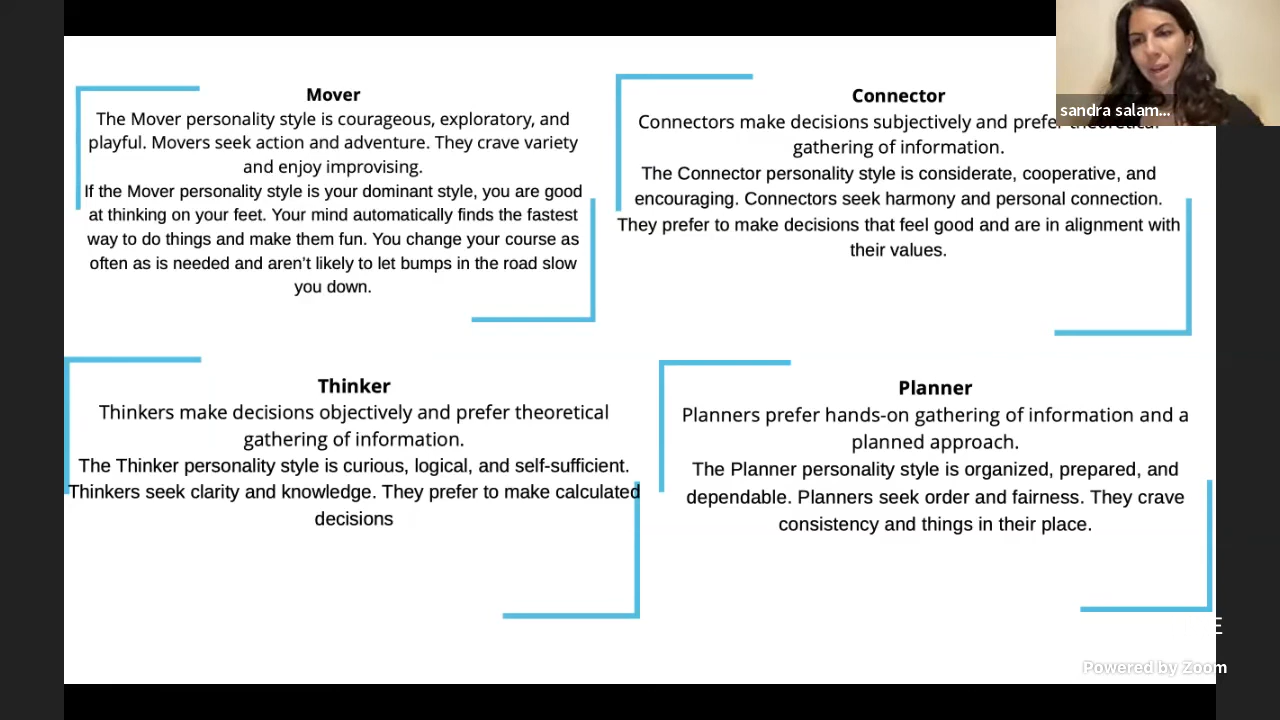 Mover
The Mover personality style is courageous, exploratory, and
playful. Movers seek action and adventure. They crave variety
and enjoy improvising.
If the Mover personality style is your dominant style, you are good
at thinking on your feet. Your mind automatically finds the fastest
way to do things and make them fun. You change your course as
often as is needed and aren't likely to let bumps in the road slow
you down.
Connector
Connectors make decisions subjectively and prefer theoretical
gathering of information.
The Connector personality style is considerate, cooperative, and
encouraging. Connectors seek harmony and personal connection.
They prefer to make decisions that feel good and are in alignment with
their values.
sandra salam...
Thinker
Thinkers make decisions objectively and prefer theoretical
gathering of information.
The Thinker personality style is curious, logical, and self-sufficient.
Thinkers seek clarity and knowledge. They prefer to make calculated
decisions
Planner
Planners prefer hands-on gathering of information and a
planned approach.
The Planner personality style is organized, prepared, and
dependable. Planners seek order and fairness. They crave
consistency and things in their place.
E
Powered by Zoom